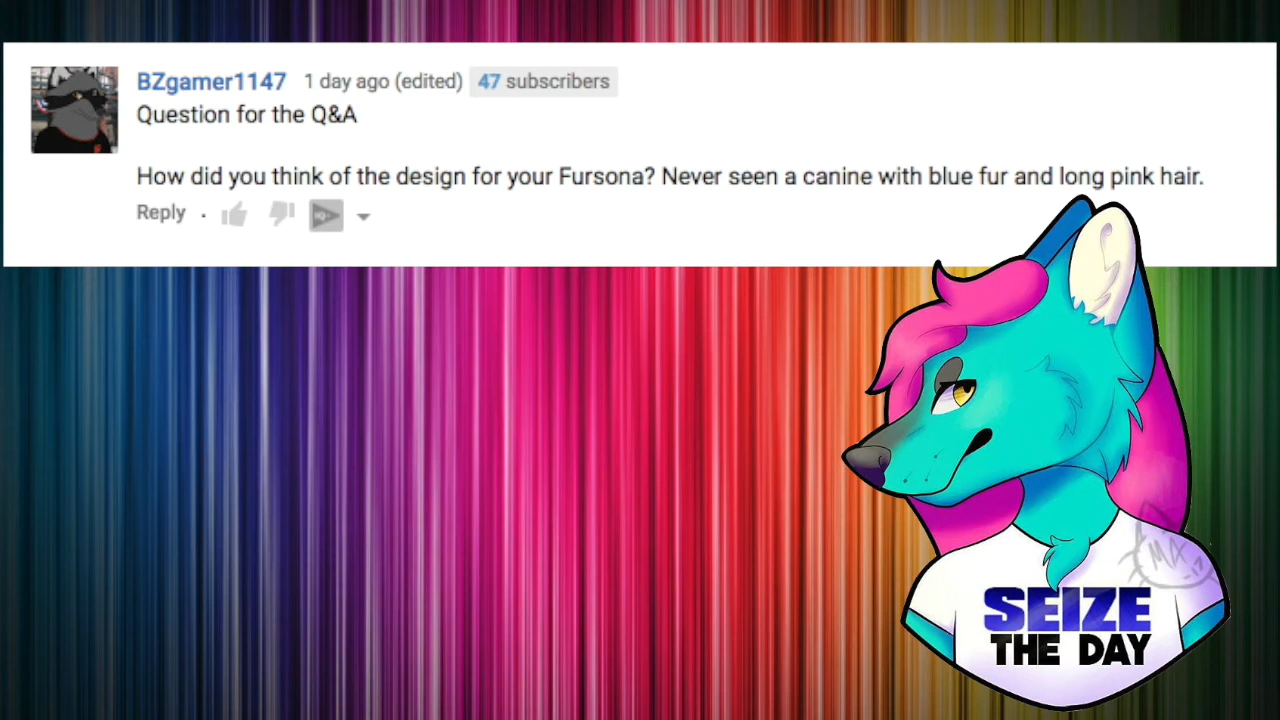 BZgamer1147 1 day ago (edited) 47 subscribers
Question for the Q&A
How did you think of the design for your Fursona? Never seen a canine with blue fur and long pink hair.
Reply
SEIZE
THE DAY